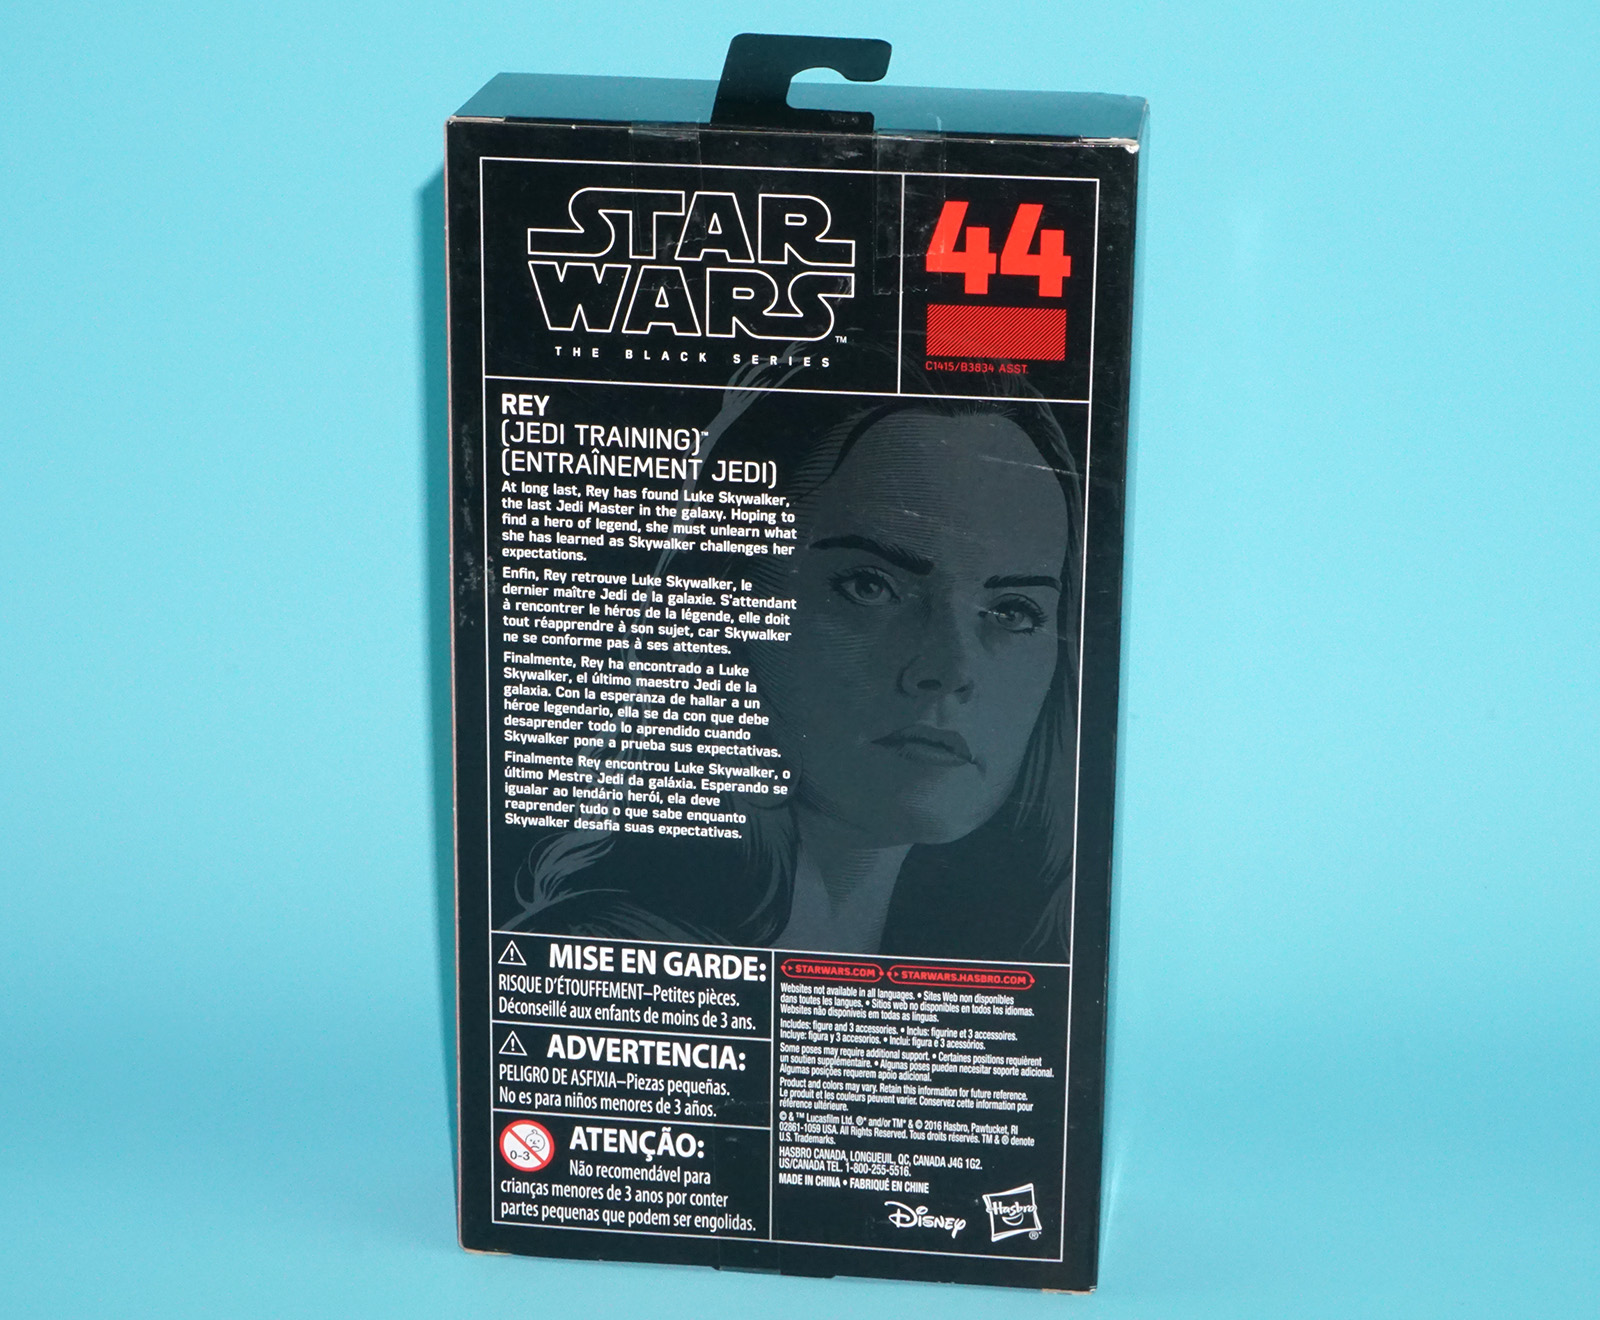 STAR
WARS™
THE BLACK SERIES
44
C1415/B3834 ASST.
REY
(JEDI TRAINING)™
(ENTRAÎNEMENT JEDI)
At long last, Rey has found Luke Skywalker,
the last Jedi Master in the galaxy. Hoping to
find a hero of legend, she must unlearn what
she has learned as Skywalker challenges her
expectations.
Enfin, Rey retrouve Luke Skywalker, le
dernier maître Jedi de la galaxie. S'attendant
à rencontrer le héros de la légende, elle doit
tout réapprendre à son sujet, car Skywalker
ne se conforme pas à ses attentes.
Finalmente, Rey ha encontrado a Luke
Skywalker, el último maestro Jedi de la
galaxia. Con la esperanza de hallar a un
héroe legendario, ella se da con que debe
desaprender todo lo aprendido cuando
Skywalker pone a prueba sus expectativas.
Finalmente Rey encontrou Luke Skywalker, o
último Mestre Jedi da galáxia. Esperando se
igualar ao lendário herói, ela deve
reaprender tudo o que sabe enquanto
Skywalker desafia suas expectativas.
MISE EN GARDE:
RISQUE D'ÉTOUFFEMENT–Petites pièces.
Déconseillé aux enfants de moins de 3 ans.
ADVERTENCIA:
PELIGRO DE ASFIXIA–Piezas pequeñas.
No es para niños menores de 3 años.
0-3
ATENÇÃO:
Não recomendável para
crianças menores de 3 anos por conter
partes pequenas que podem ser engolidas.
STARWARS.COM STARWARS.HASBRO.COM
Websites not available in all languages. • Sites Web non disponibles
dans toutes les langues. • Sitios web no disponibles en todos los idiomas.
Websites não disponíveis em todas as línguas.
Includes: figure and 3 accessories. • Inclus: figurine et 3 accessoires.
Incluye: figura y 3 accesorios. • Inclui: figura e 3 acessórios.
Some poses may require additional support. • Certaines positions requièrent
un soutien supplémentaire. • Algunas poses pueden necesitar soporte adicional.
Algumas posições requerem apoio adicional.
Product and colors may vary. Retain this information for future reference.
Le produit et les couleurs peuvent varier. Conservez cette information pour
référence ultérieure.
© & ™ Lucasfilm Ltd. ®* and/or TM* & © 2016 Hasbro, Pawtucket, RI
02861-1059 USA. All Rights Reserved. Tous droits réservés. TM & ® denote
U.S. Trademarks.
HASBRO CANADA, LONGUEUIL, QC, CANADA J4G 1G2.
US/CANADA TEL. 1-800-255-5516.
MADE IN CHINA • FABRIQUÉ EN CHINE
Disney
Hasbro®